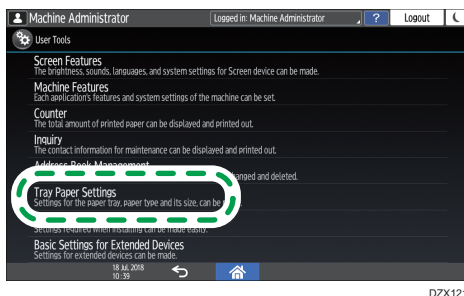 Machine Administrator
Logged in: Machine Administrator
?
Logout
User Tools
Screen Features
The brightness, sounds, languages, and system settings for Screen device can be made.
Machine Features
Each application's features and system settings of the machine can be set.
Counter
The total amount of printed paper can be displayed and printed out.
Inquiry
The contact information for maintenance can be displayed and printed out.
Address Book Management
anged and deleted.
Tray Paper Settings
Settings for the paper tray, paper type and its size, can be
Settings required when installing can be made easily.
Basic Settings for Extended Devices
Settings for extended devices can be made.
18 Jul. 2018
10:39
DZX12